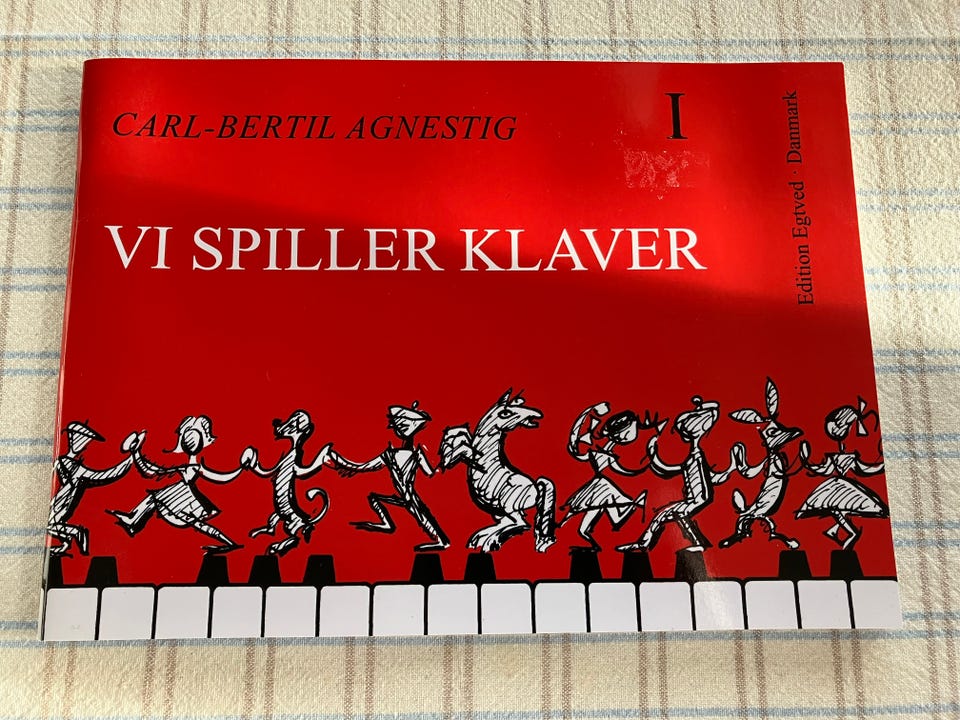 CARL-BERTIL AGNESTIG
I
VI SPILLER KLAVER
Edition Egtved · Danmark